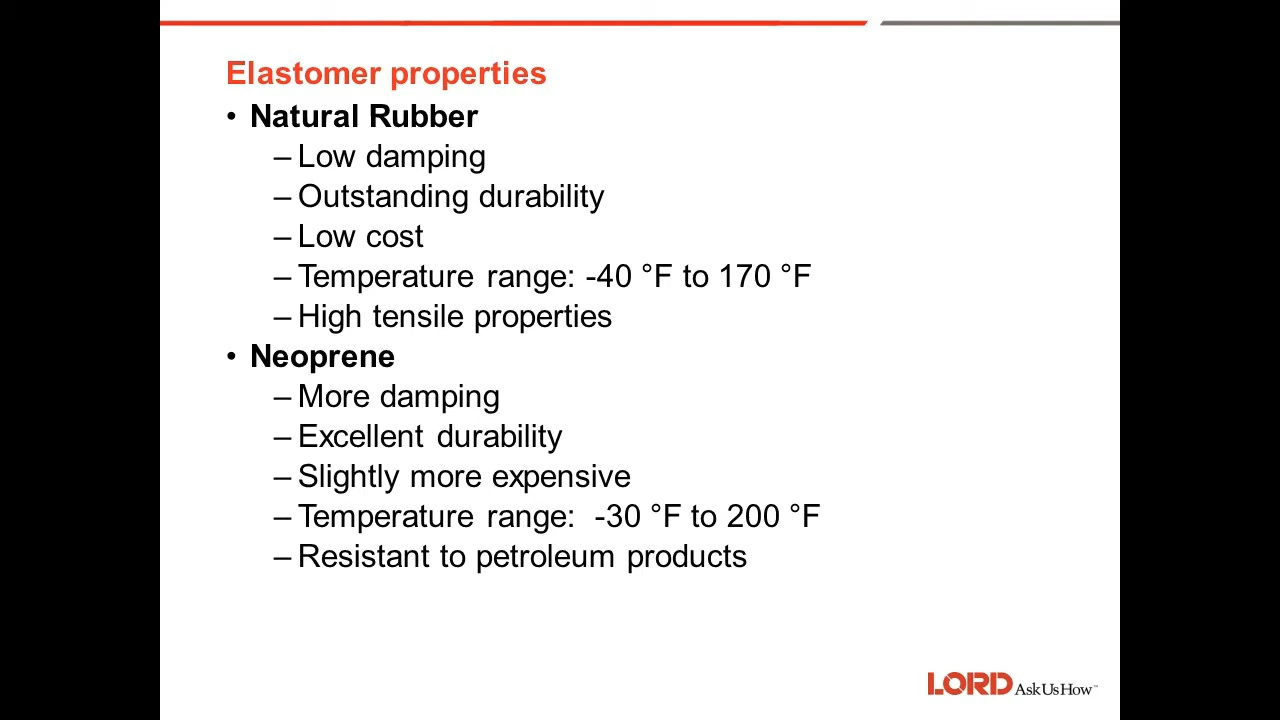 Elastomer properties
• Natural Rubber
– Low damping
– Outstanding durability
– Low cost
– Temperature range: -40 °F to 170 °F
– High tensile properties
• Neoprene
– More damping
– Excellent durability
– Slightly more expensive
– Temperature range:  -30 °F to 200 °F
– Resistant to petroleum products
LORD AskUsHow™